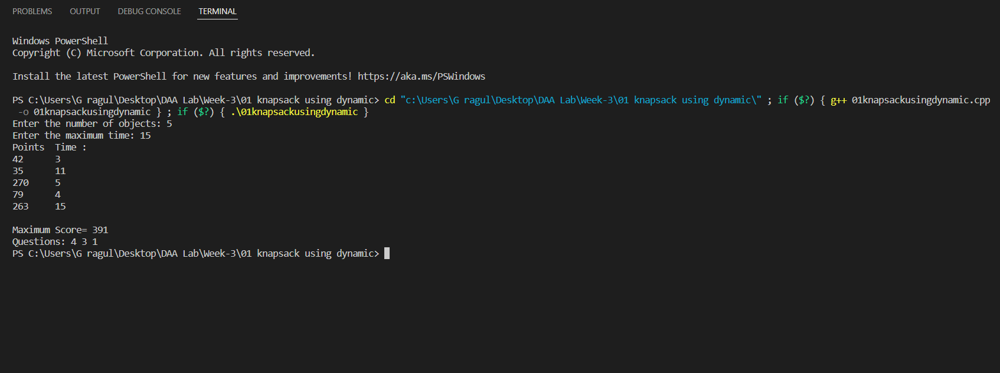 PROBLEMS OUTPUT DEBUG CONSOLE TERMINAL
Windows PowerShell
Copyright (C) Microsoft Corporation. All rights reserved.
Install the latest PowerShell for new features and improvements! https://aka.ms/PSWindows
PS C:\Users\G ragul\Desktop\DAA Lab\Week-3\01 knapsack using dynamic> cd "c:\Users\G ragul\Desktop\DAA Lab\Week-3\01 knapsack using dynamic\" ; if ($?) { g++ 01knapsackusingdynamic.cpp
-o 01knapsackusingdynamic } ; if ($?) { .\01knapsackusingdynamic }
Enter the number of objects: 5
Enter the maximum time: 15
Points Time :
42 3
35 11
270 5
79 4
263 15
Maximum Score= 391
Questions: 4 3 1
PS C:\Users\G ragul\Desktop\DAA Lab\Week-3\01 knapsack using dynamic>